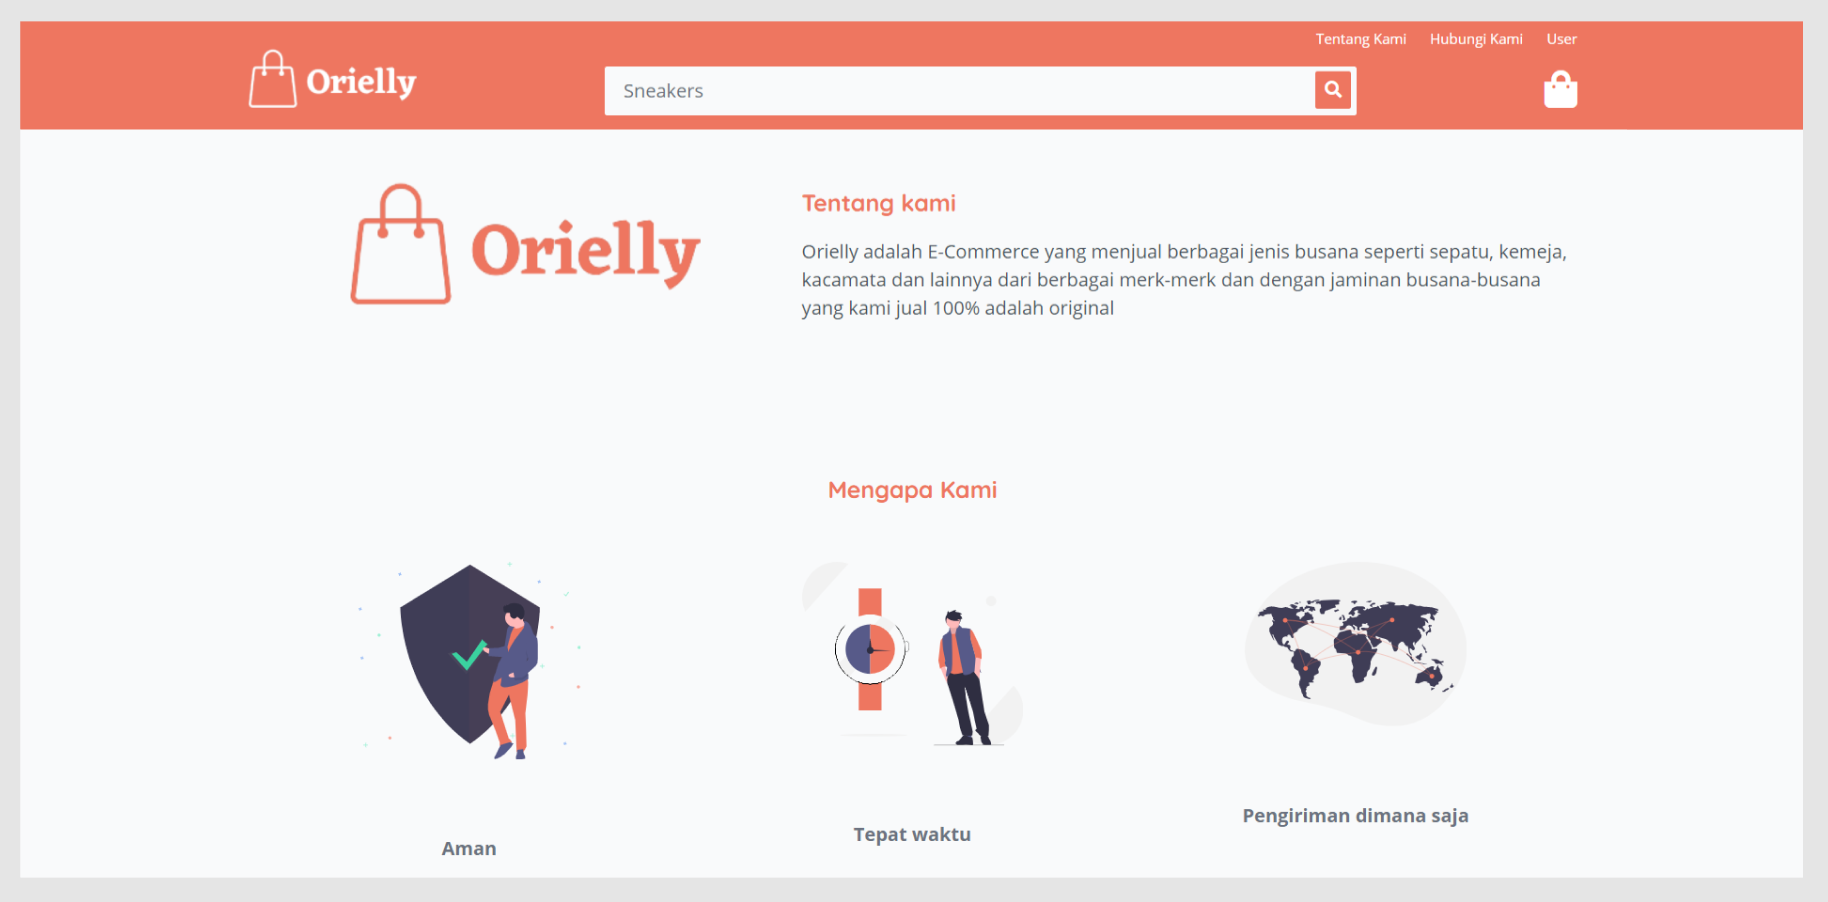 Tentang Kami Hubungi Kami User
Orielly
Sneakers
Orielly
Tentang kami
Orielly adalah E-Commerce yang menjual berbagai jenis busana seperti sepatu, kemeja,
kacamata dan lainnya dari berbagai merk-merk dan dengan jaminan busana-busana
yang kami jual 100% adalah original
Mengapa Kami
Aman
Tepat waktu
Pengiriman dimana saja